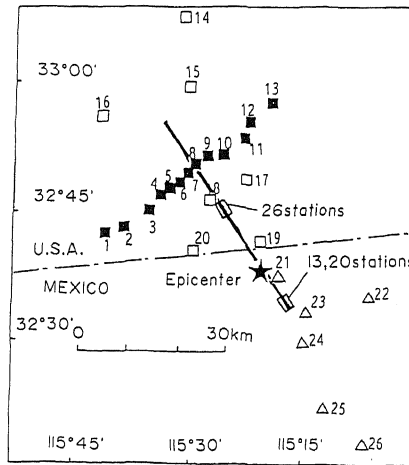 14
33°00'
15
16
13
12
11
8 9 10
4 5 6 7
17
32°45'
8
26stations
1 2 3
19
20
U.S.A.
Epicenter
21
13,20stations
MEXICO
22
23
32°30'
0 30km
24
25
26
115°45' 115°30' 115°15'